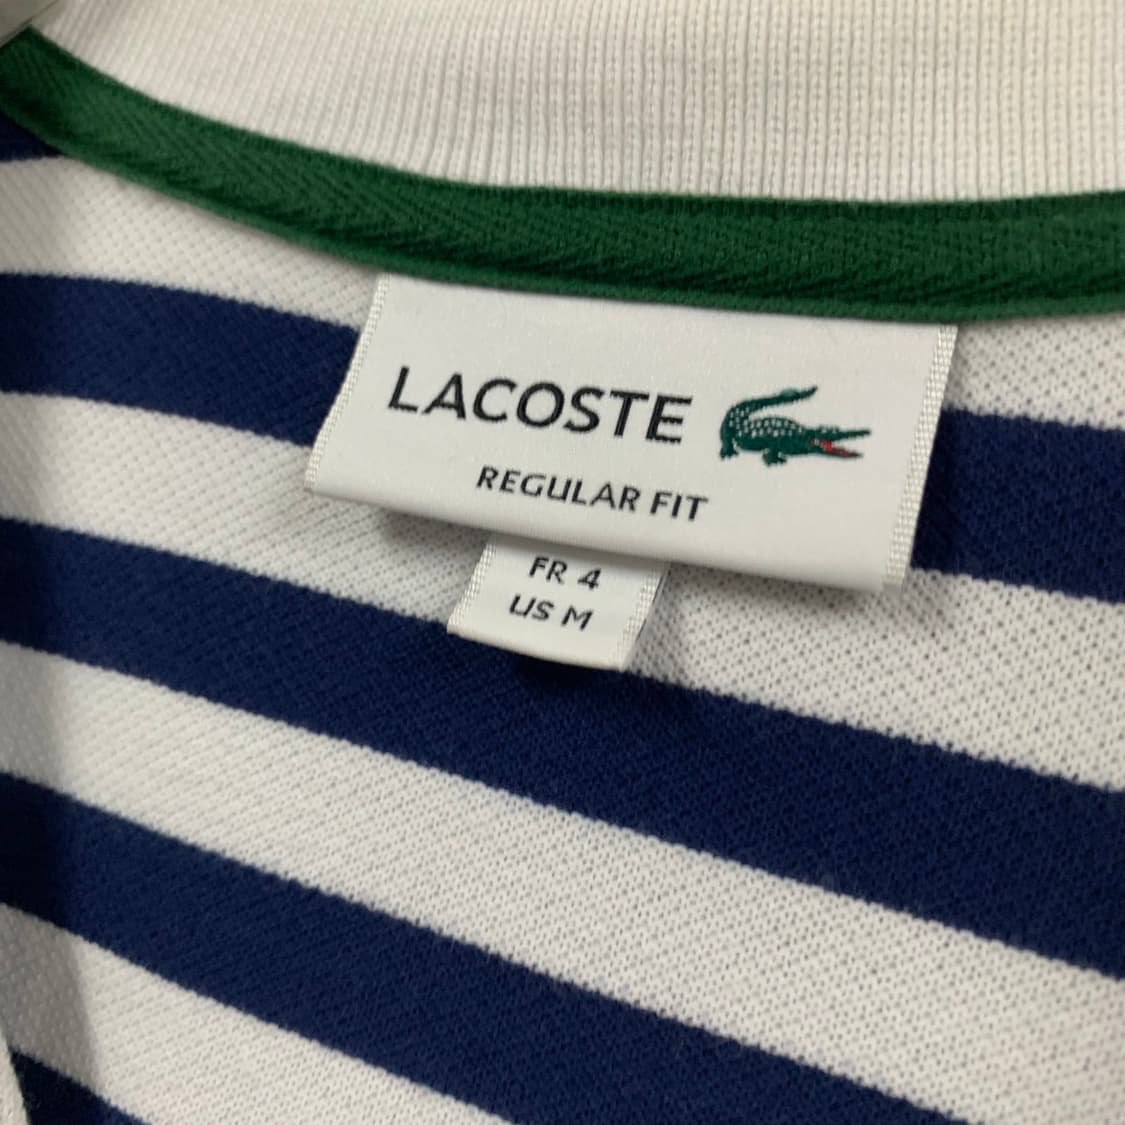 LACOSTE
REGULAR FIT
FR 4
US M